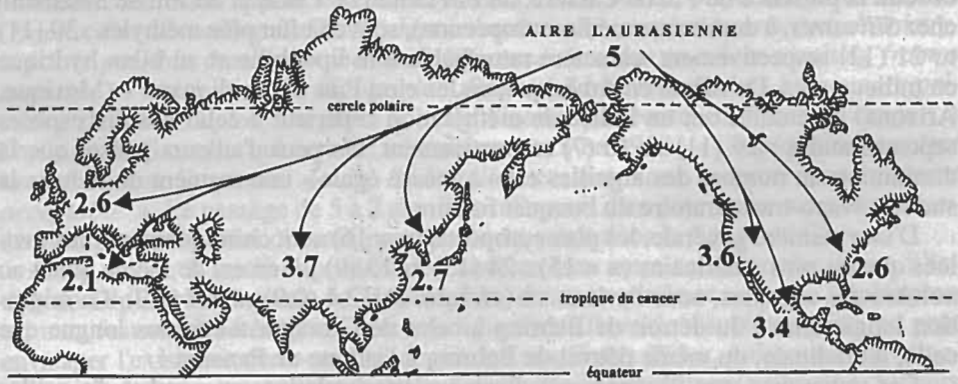 AIRE LAURASIENNE
5
cercle polaire
2.6
2.1
3.7
2.7
3.6
2.6
tropique du cancer
3.4
équateur